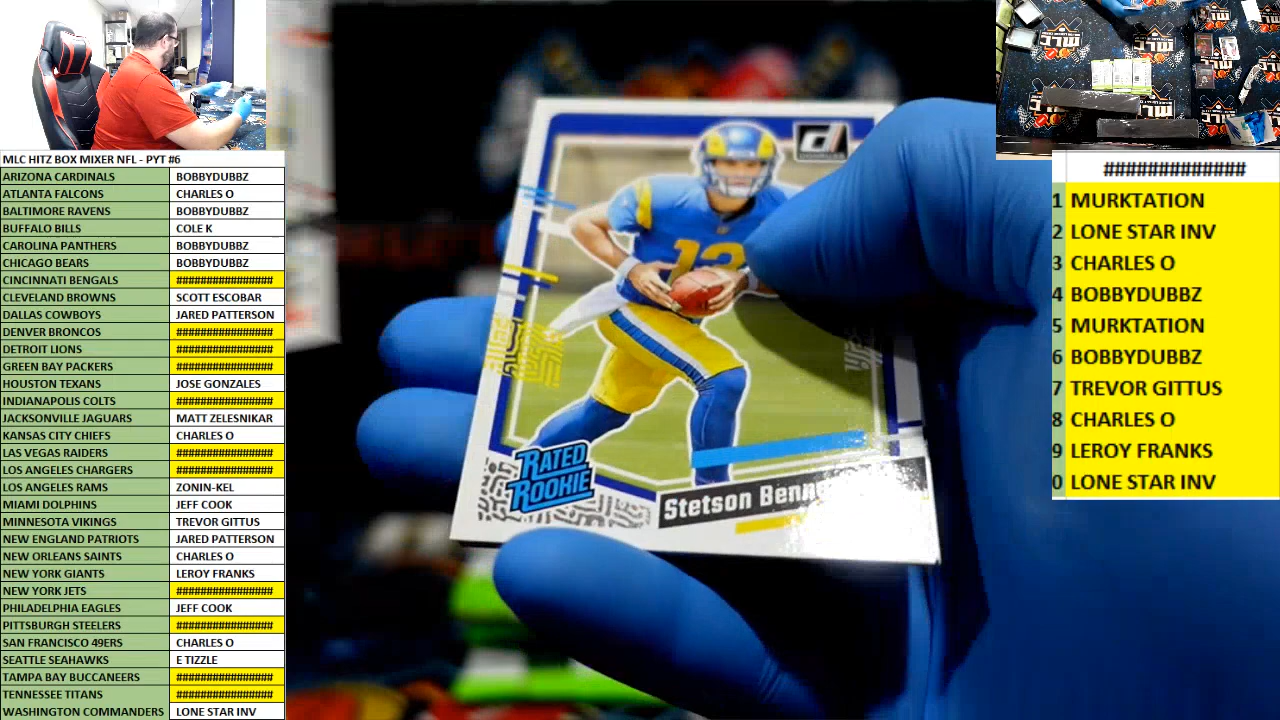 MLC HITZ BOX MIXER NFL - PYT #6
ARIZONA CARDINALS BOBBYDUBBZ
ATLANTA FALCONS CHARLES O
BALTIMORE RAVENS BOBBYDUBBZ
BUFFALO BILLS COLE K
CAROLINA PANTHERS BOBBYDUBBZ
CHICAGO BEARS BOBBYDUBBZ
CINCINNATI BENGALS ################
CLEVELAND BROWNS SCOTT ESCOBAR
DALLAS COWBOYS JARED PATTERSON
DENVER BRONCOS ################
DETROIT LIONS ################
GREEN BAY PACKERS ################
HOUSTON TEXANS JOSE GONZALES
INDIANAPOLIS COLTS ################
JACKSONVILLE JAGUARS MATT ZELESNIKAR
KANSAS CITY CHIEFS CHARLES O
LAS VEGAS RAIDERS ################
LOS ANGELES CHARGERS ################
LOS ANGELES RAMS ZONIN-KEL
MIAMI DOLPHINS JEFF COOK
MINNESOTA VIKINGS TREVOR GITTUS
NEW ENGLAND PATRIOTS JARED PATTERSON
NEW ORLEANS SAINTS CHARLES O
NEW YORK GIANTS LEROY FRANKS
NEW YORK JETS ################
PHILADELPHIA EAGLES JEFF COOK
PITTSBURGH STEELERS ################
SAN FRANCISCO 49ERS CHARLES O
SEATTLE SEAHAWKS E TIZZLE
TAMPA BAY BUCCANEERS ################
TENNESSEE TITANS ################
WASHINGTON COMMANDERS LONE STAR INV
DONRUSS
RATED
ROOKIE
Stetson
MLC
#############
1 MURKTATION
2 LONE STAR INV
3 CHARLES O
4 BOBBYDUBBZ
5 MURKTATION
6 BOBBYDUBBZ
7 TREVOR GITTUS
8 CHARLES O
9 LEROY FRANKS
0 LONE STAR INV